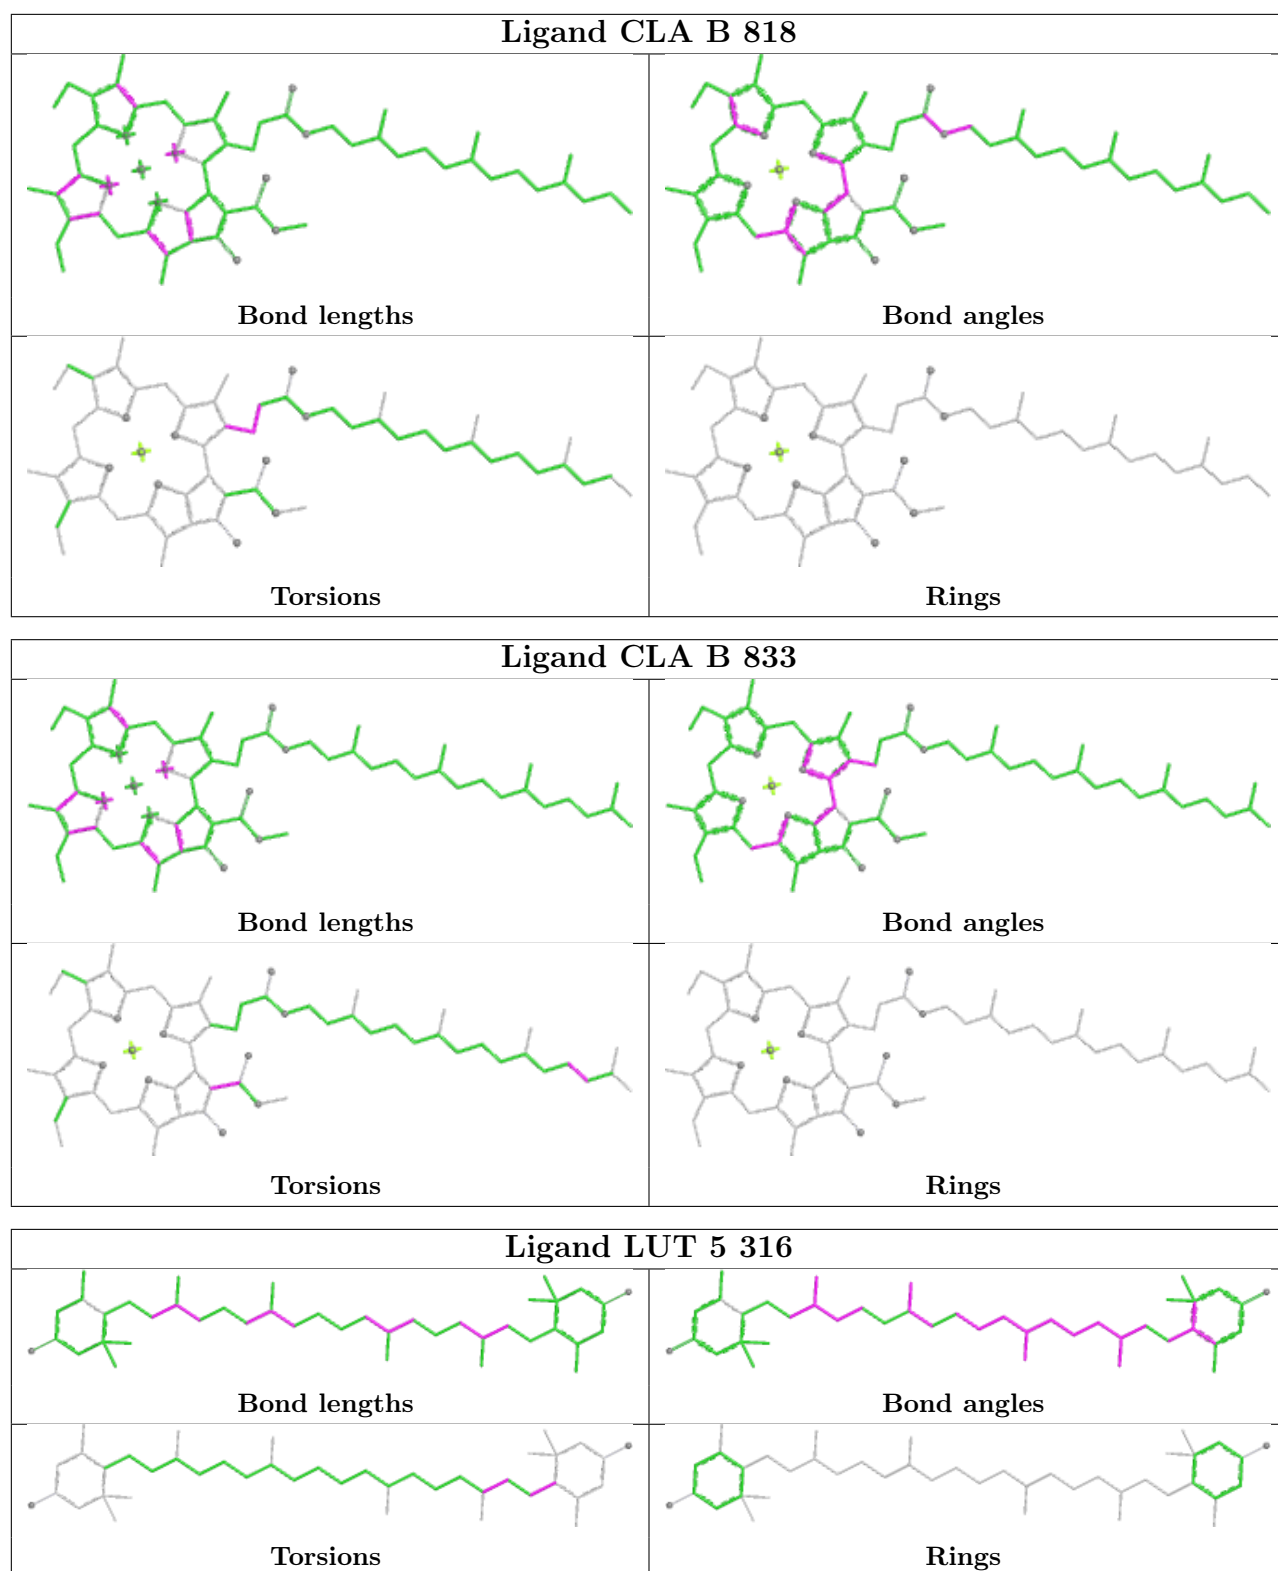 Ligand CLA B 818
Bond lengths
Bond angles
Torsions
Rings
Ligand CLA B 833
Bond lengths
Bond angles
Torsions
Rings
Ligand LUT 5 316
Bond lengths
Bond angles
Torsions
Rings